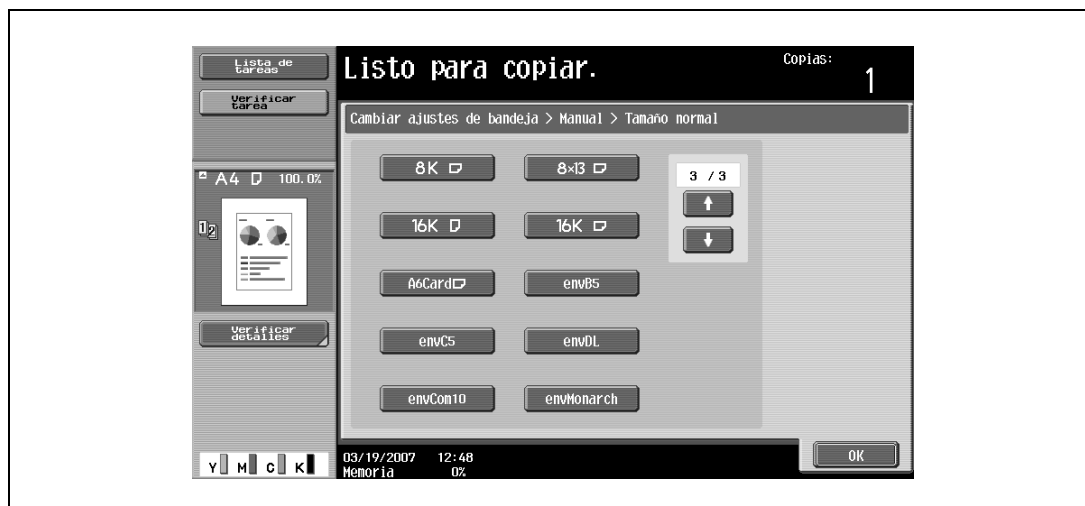 Lista de
tareas
Verificar
tarea
A4 100.0%
12
Verificar
detalles
Y M C K
Listo para copiar.
Copias:
1
Cambiar ajustes de bandeja > Manual > Tamaño normal
8K 8×13
16K 16K
A6Card envB5
envC5 envDL
envCom10 envMonarch
3 / 3
OK
03/19/2007 12:48
Memoria 0%